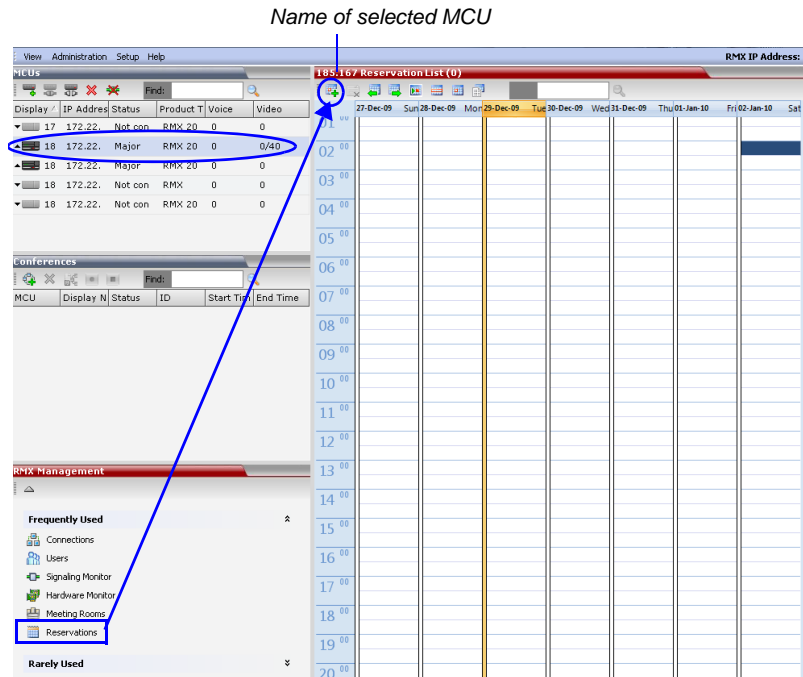 Name of selected MCU
View Administration Setup Help
RMX IP Address:
MCUs
Find:
Display IP Addres Status Product T Voice Video
17 172.22. Not con RMX 20 0 0
18 172.22. Major RMX 20 0 0/40
18 172.22. Major RMX 20 0 0
18 172.22. Not con RMX 0 0
18 172.22. Not con RMX 20 0 0
Conferences
Find:
MCU Display N Status ID Start Tim End Time
RMX Management
Frequently Used
Connections
Users
Signaling Monitor
Hardware Monitor
Meeting Rooms
Reservations
Rarely Used
185.167 Reservation List (0)
27-Dec-09 Sun 28-Dec-09 Mon 29-Dec-09 Tue 30-Dec-09 Wed 31-Dec-09 Thu 01-Jan-10 Fri 02-Jan-10 Sat
01 00
02 00
03 00
04 00
05 00
06 00
07 00
08 00
09 00
10 00
11 00
12 00
13 00
14 00
15 00
16 00
17 00
18 00
19 00
20 00